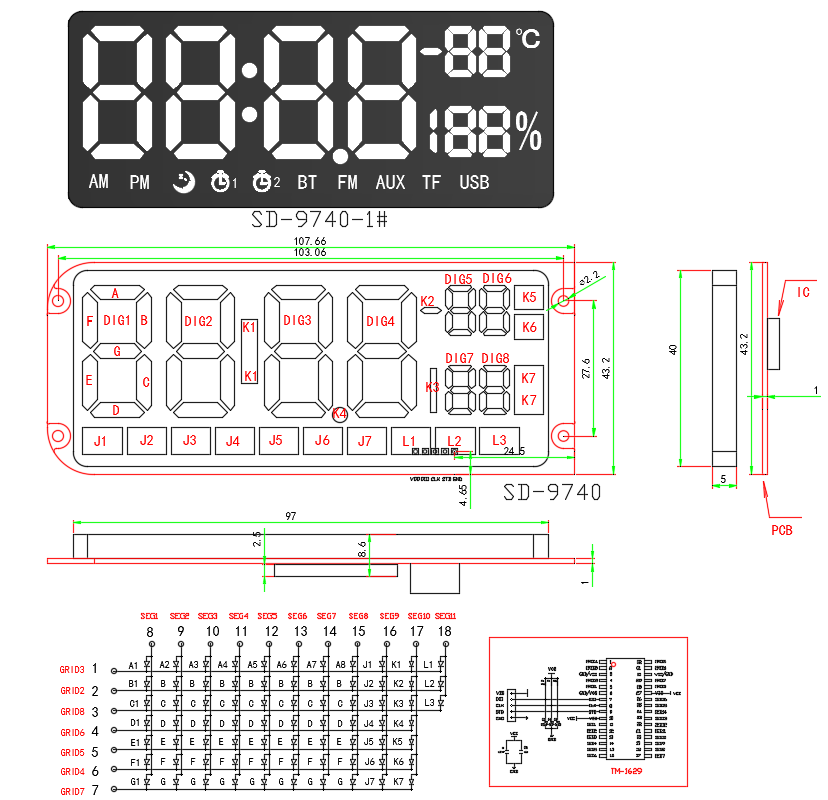 88:88 -88°C
188%
AM PM 1 2 BT FM AUX TF USB
SD-9740-1#
107.66
103.06
⌀2.2
DIG5 DIG6
A
F DIG1 B DIG2 K1 DIG3 DIG4 K2 K5
K6
G
DIG7 DIG8
E C K1 K3 K7
K7
D K4
J1 J2 J3 J4 J5 J6 J7 L1 L2 L3
24.5
VDD DIO CLK STB GND
4.65
SD-9740
27.6
43.2
40
43.2
IC
1
5
PCB
97
2.5
8.6
1
SEG1 SEG2 SEG3 SEG4 SEG5 SEG6 SEG7 SEG8 SEG9 SEG10 SEG11
8 9 10 11 12 13 14 15 16 17 18
GRID3 1 A1 A2 A3 A4 A5 A6 A7 A8 J1 K1 L1
GRID2 2 B1 B B B B B B B J2 K2 L2
GRID8 3 C1 C C C C C C C J3 K3 L3
GRID6 4 D1 D D D D D D D J4 K4
GRID5 5 E1 E E E E E E E J5 K5
GRID4 6 F1 F F F F F F F J6 K6
GRID7 7 G1 G G G G G G G J7 K7
TM-1629